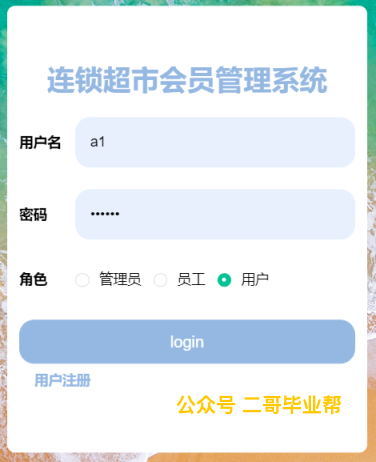 连锁超市会员管理系统
用户名 a1
密码 ••••••
角色 管理员 员工 用户
login
用户注册
公众号 二哥毕业帮